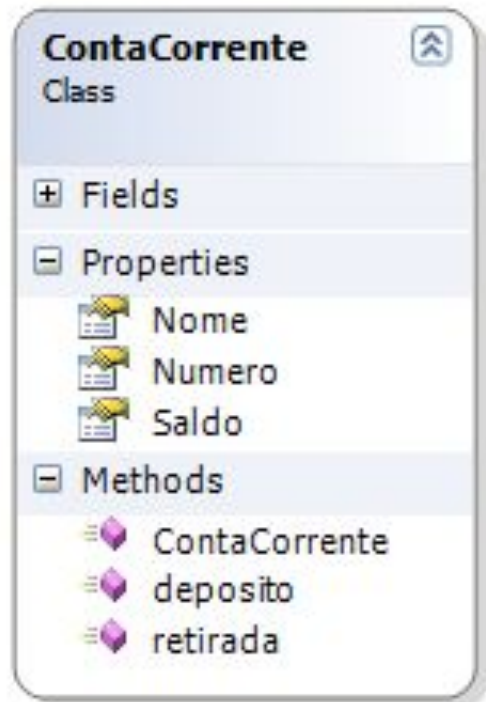 ContaCorrente
Class
Fields
Properties
Nome
Numero
Saldo
Methods
ContaCorrente
deposito
retirada